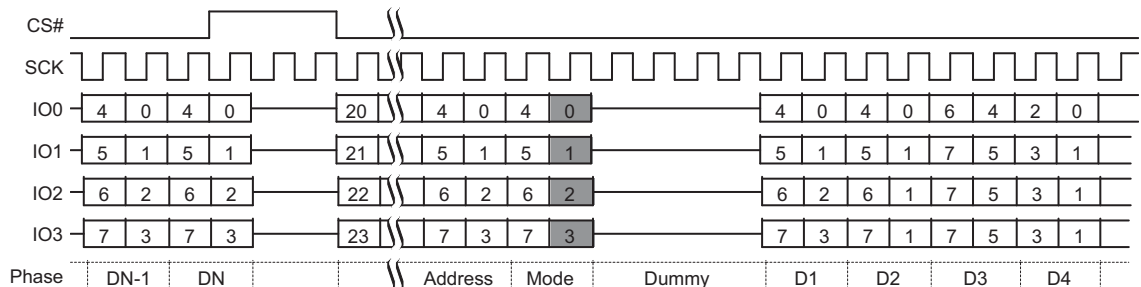 CS#
SCK
IO0 4 0 4 0 20 4 0 4 0 4 0 4 0 6 4 2 0
IO1 5 1 5 1 21 5 1 5 1 5 1 5 1 7 5 3 1
IO2 6 2 6 2 22 6 2 6 2 6 2 6 1 7 5 3 1
IO3 7 3 7 3 23 7 3 7 3 7 3 7 1 7 5 3 1
Phase DN-1 DN Address Mode Dummy D1 D2 D3 D4